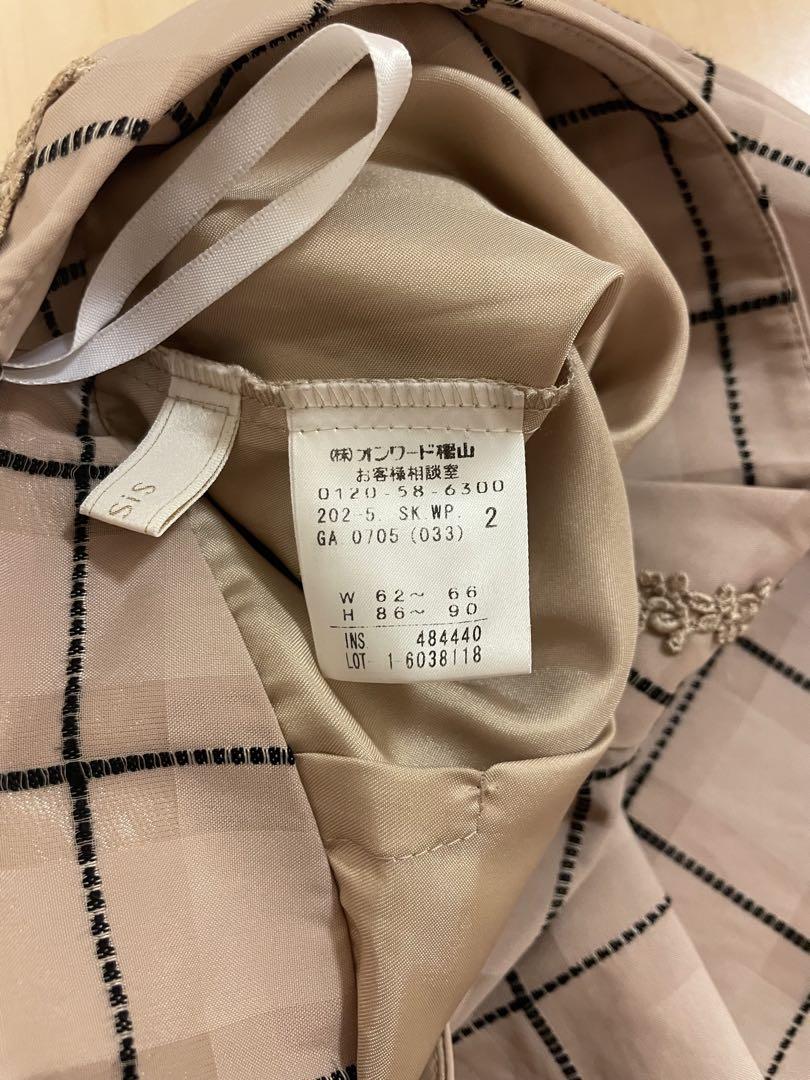 (株)オンワード樫山
お客様相談室
0120-58-6300
202-5. SK.WP. 2
GA 0705 (033)
W 62~ 66
H 86~ 90
INS 484440
LOT 1-6038118
SiS